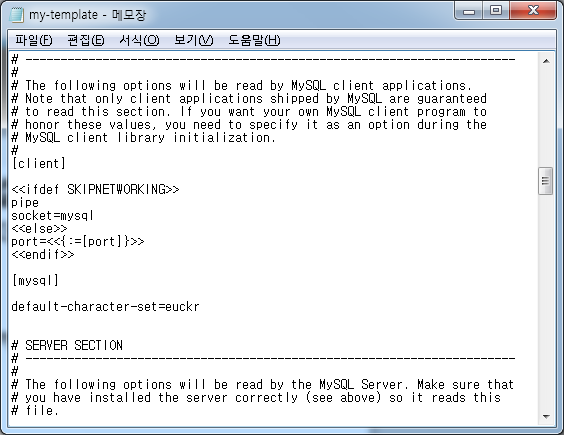 my-template - 메모장
파일(F) 편집(E) 서식(O) 보기(V) 도움말(H)
# ----------------------------------------------------------------------
#
# The following options will be read by MySQL client applications.
# Note that only client applications shipped by MySQL are guaranteed
# to read this section. If you want your own MySQL client program to
# honor these values, you need to specify it as an option during the
# MySQL client library initialization.
#
[client]
<<ifdef SKIPNETWORKING>>
pipe
socket=mysql
<<else>>
port=<<{:=[port]}>>
<<endif>>
[mysql]
default-character-set=euckr
# SERVER SECTION
# ----------------------------------------------------------------------
#
# The following options will be read by the MySQL Server. Make sure that
# you have installed the server correctly (see above) so it reads this
# file.